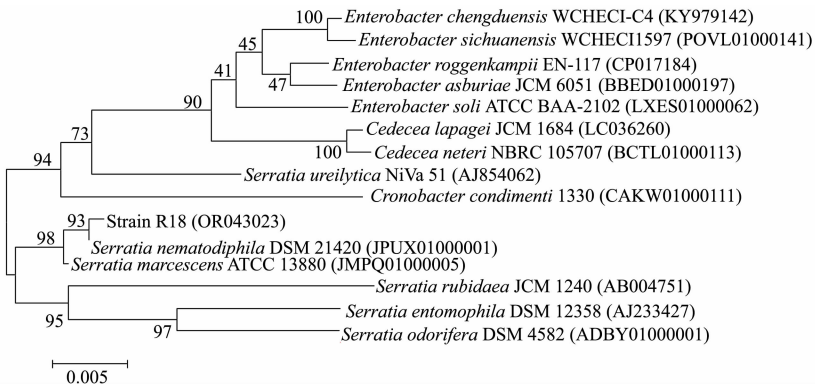 100
Enterobacter chengduensis WCHECI-C4 (KY979142)
45
Enterobacter sichuanensis WCHECI1597 (POVL01000141)
41
Enterobacter roggenkampii EN-117 (CP017184)
47
Enterobacter asburiae JCM 6051 (BBED01000197)
90
Enterobacter soli ATCC BAA-2102 (LXES01000062)
73
Cedecea lapagei JCM 1684 (LC036260)
100
Cedecea neteri NBRC 105707 (BCTL01000113)
94
Serratia ureilytica NiVa 51 (AJ854062)
Cronobacter condimenti 1330 (CAKW01000111)
93
Strain R18 (OR043023)
98
Serratia nematodiphila DSM 21420 (JPUX01000001)
Serratia marcescens ATCC 13880 (JMPQ01000005)
Serratia rubidaea JCM 1240 (AB004751)
95
Serratia entomophila DSM 12358 (AJ233427)
97
Serratia odorifera DSM 4582 (ADBY01000001)
0.005